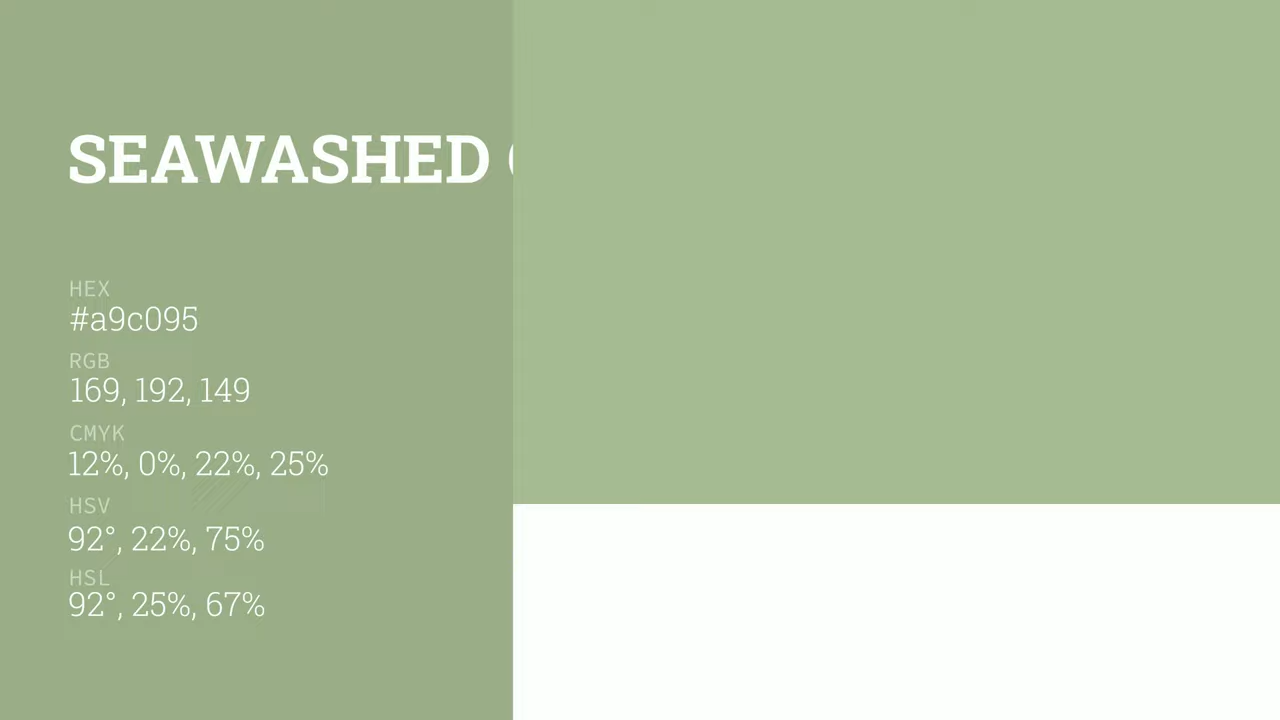 SEAWASHED
HEX
#a9c095
RGB
169, 192, 149
CMYK
12%, 0%, 22%, 25%
HSV
92°, 22%, 75%
HSL
92°, 25%, 67%